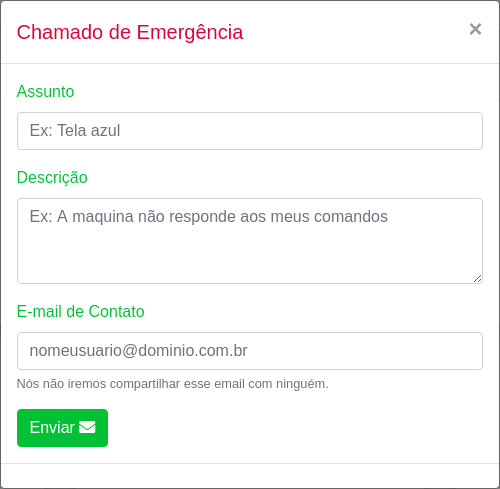 Chamado de Emergência ×
Assunto
Ex: Tela azul
Descrição
Ex: A maquina não responde aos meus comandos
E-mail de Contato
nomeusuario@dominio.com.br
Nós não iremos compartilhar esse email com ninguém.
Enviar